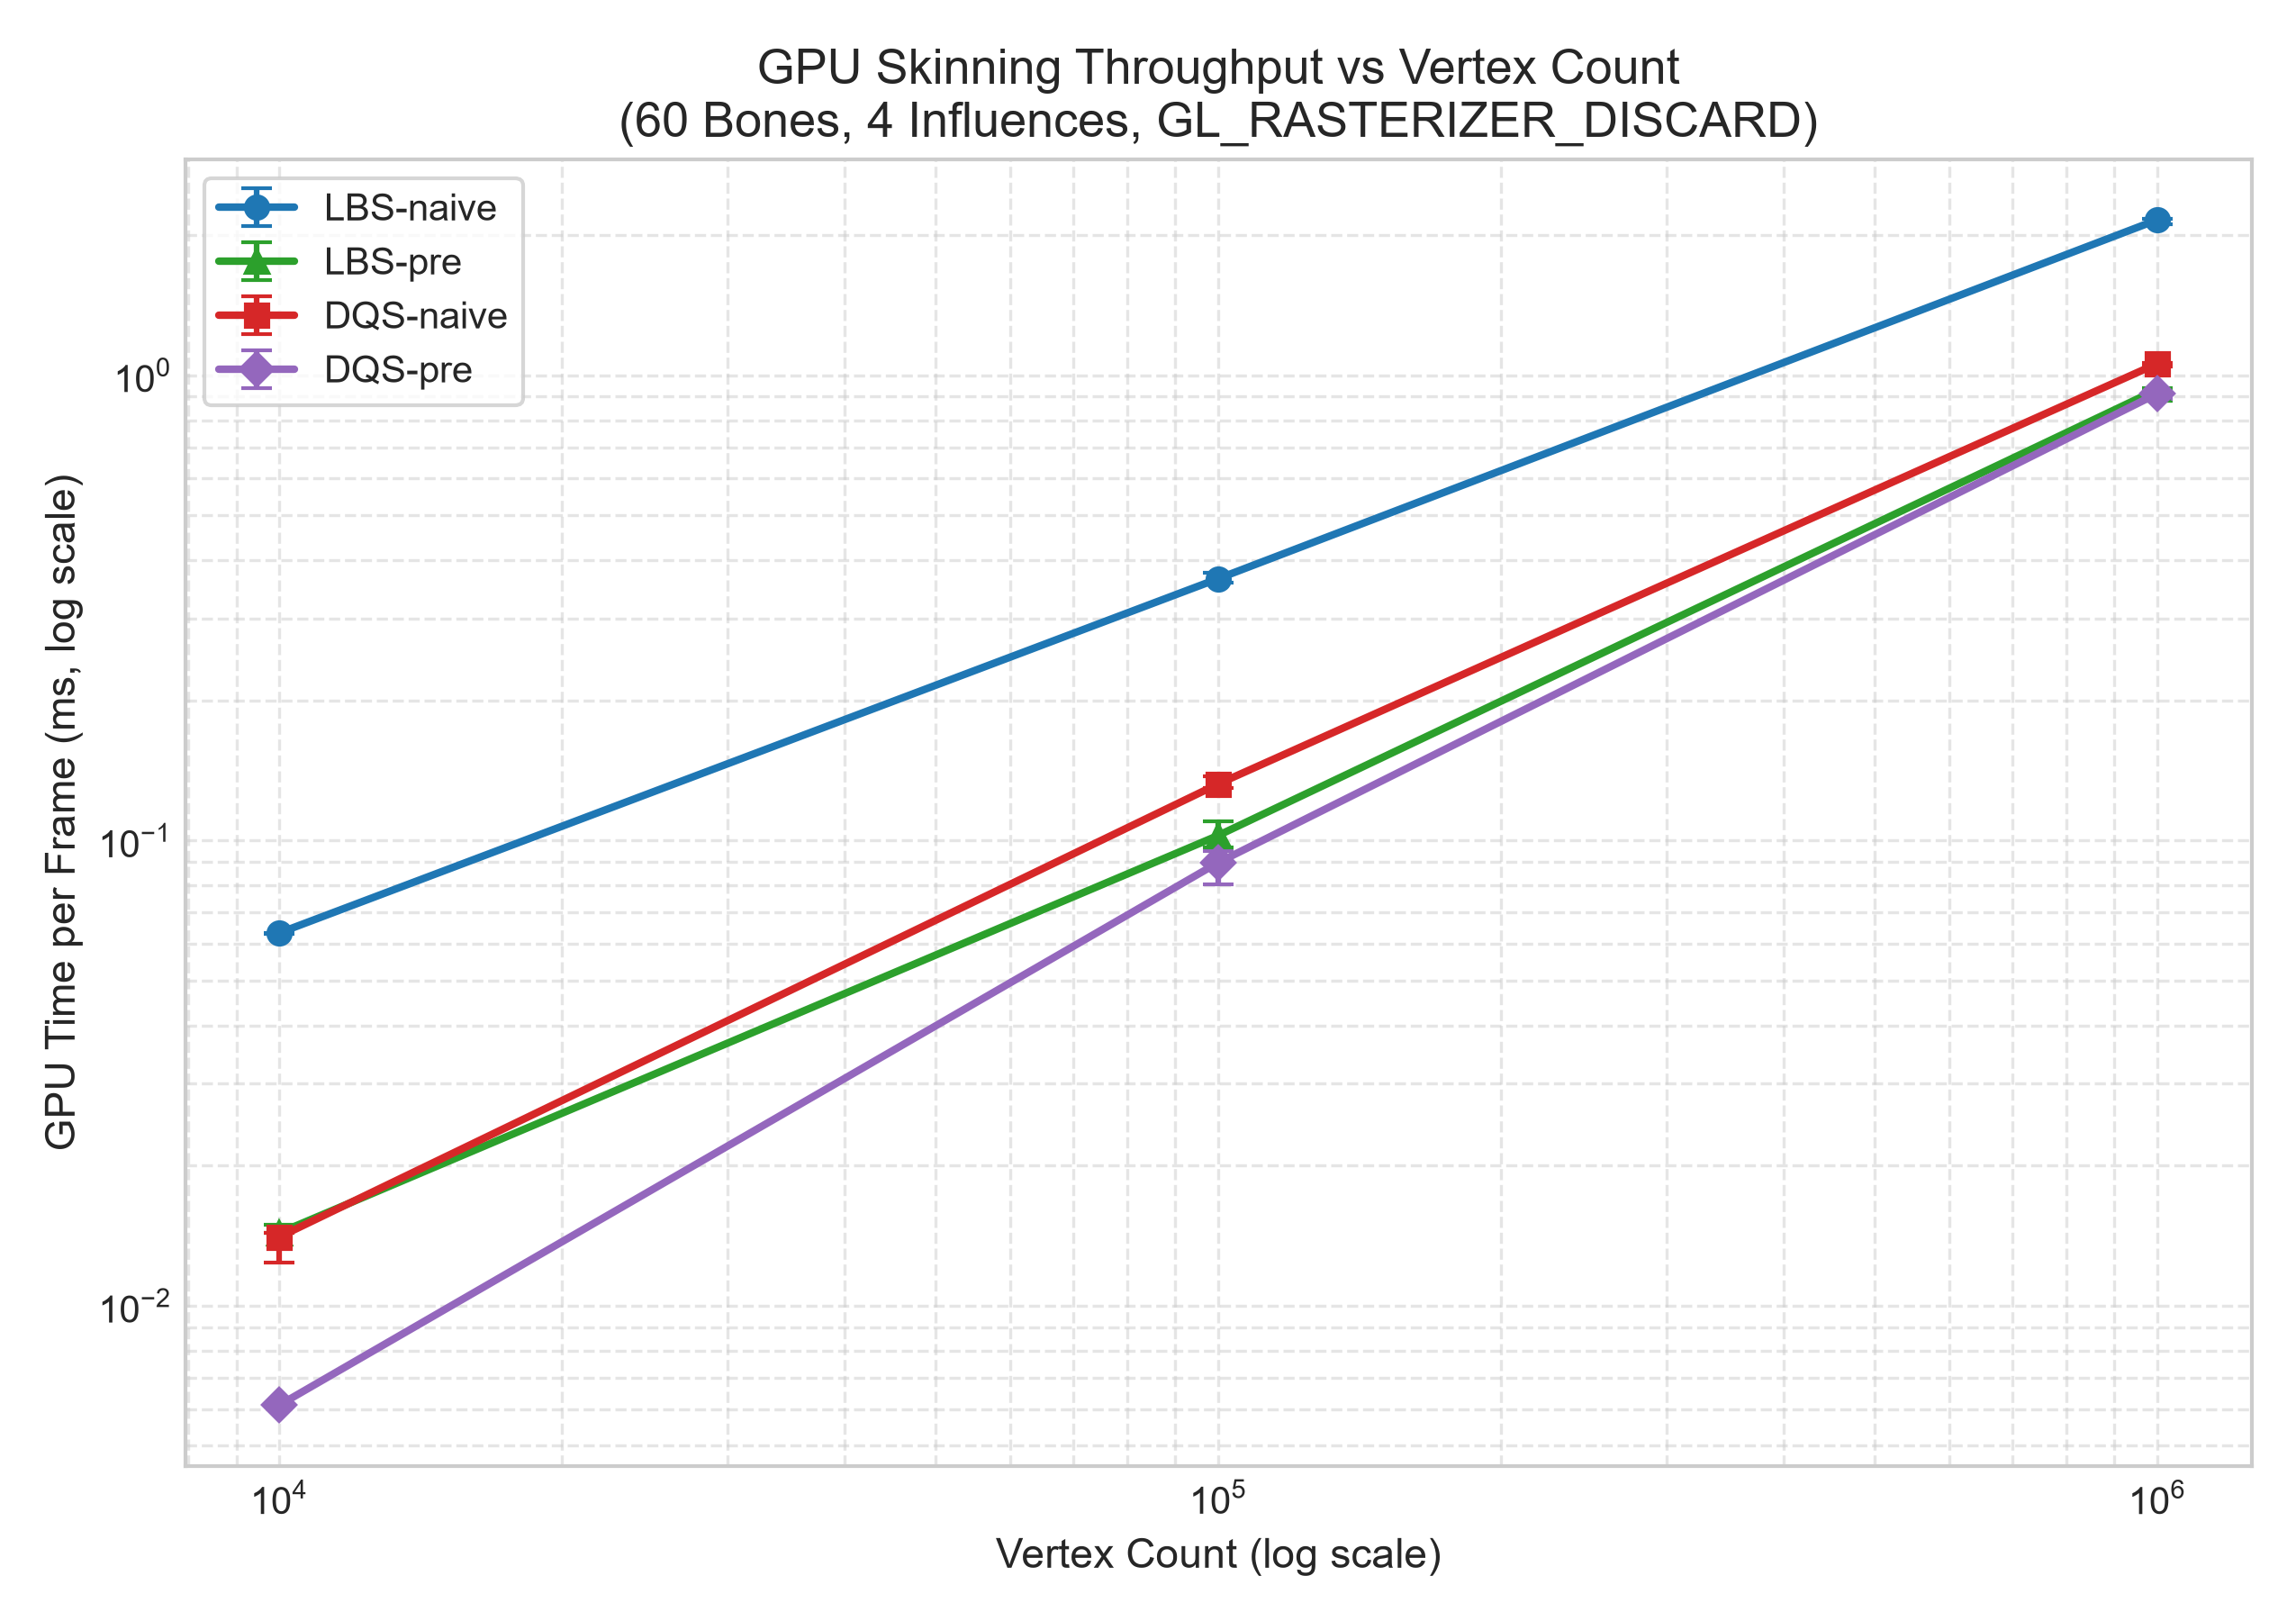 GPU Skinning Throughput vs Vertex Count
(60 Bones, 4 Influences, GL_RASTERIZER_DISCARD)
LBS-naive
LBS-pre
DQS-naive
DQS-pre
GPU Time per Frame (ms, log scale)
10⁰
10⁻¹
10⁻²
10⁴ 10⁵ 10⁶
Vertex Count (log scale)